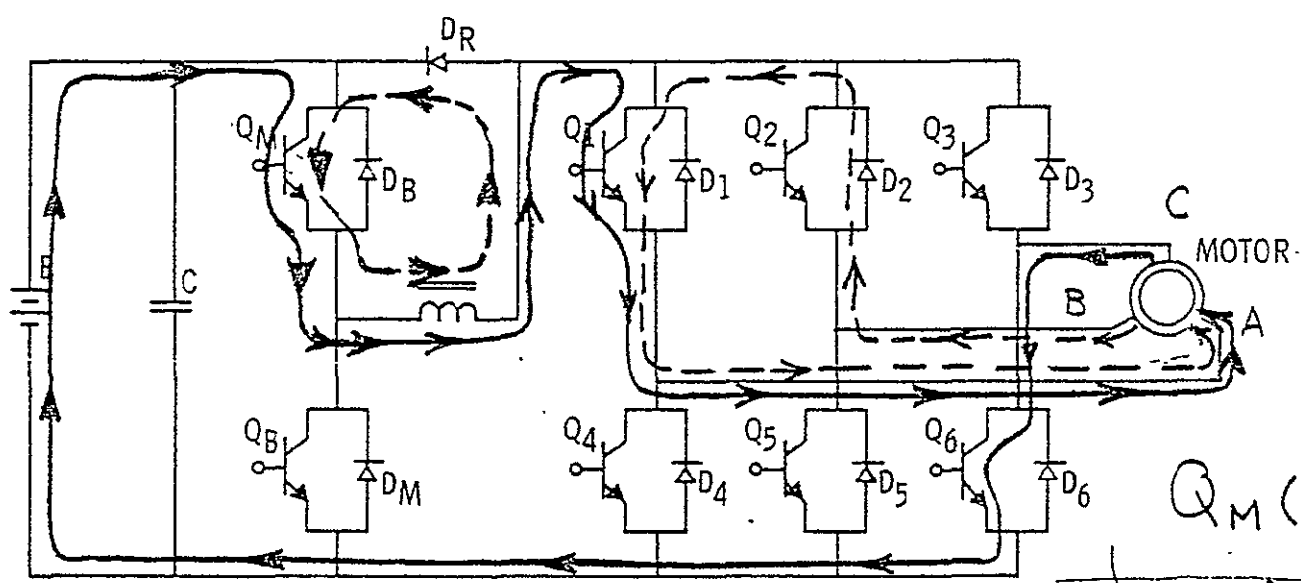 D_R
Q_M
D_B
Q_1
D_1
Q_2
D_2
Q_3
D_3
C
MOTOR
B
A
C
Q_B
D_M
Q_4
D_4
Q_5
D_5
Q_6
D_6
Q_M (